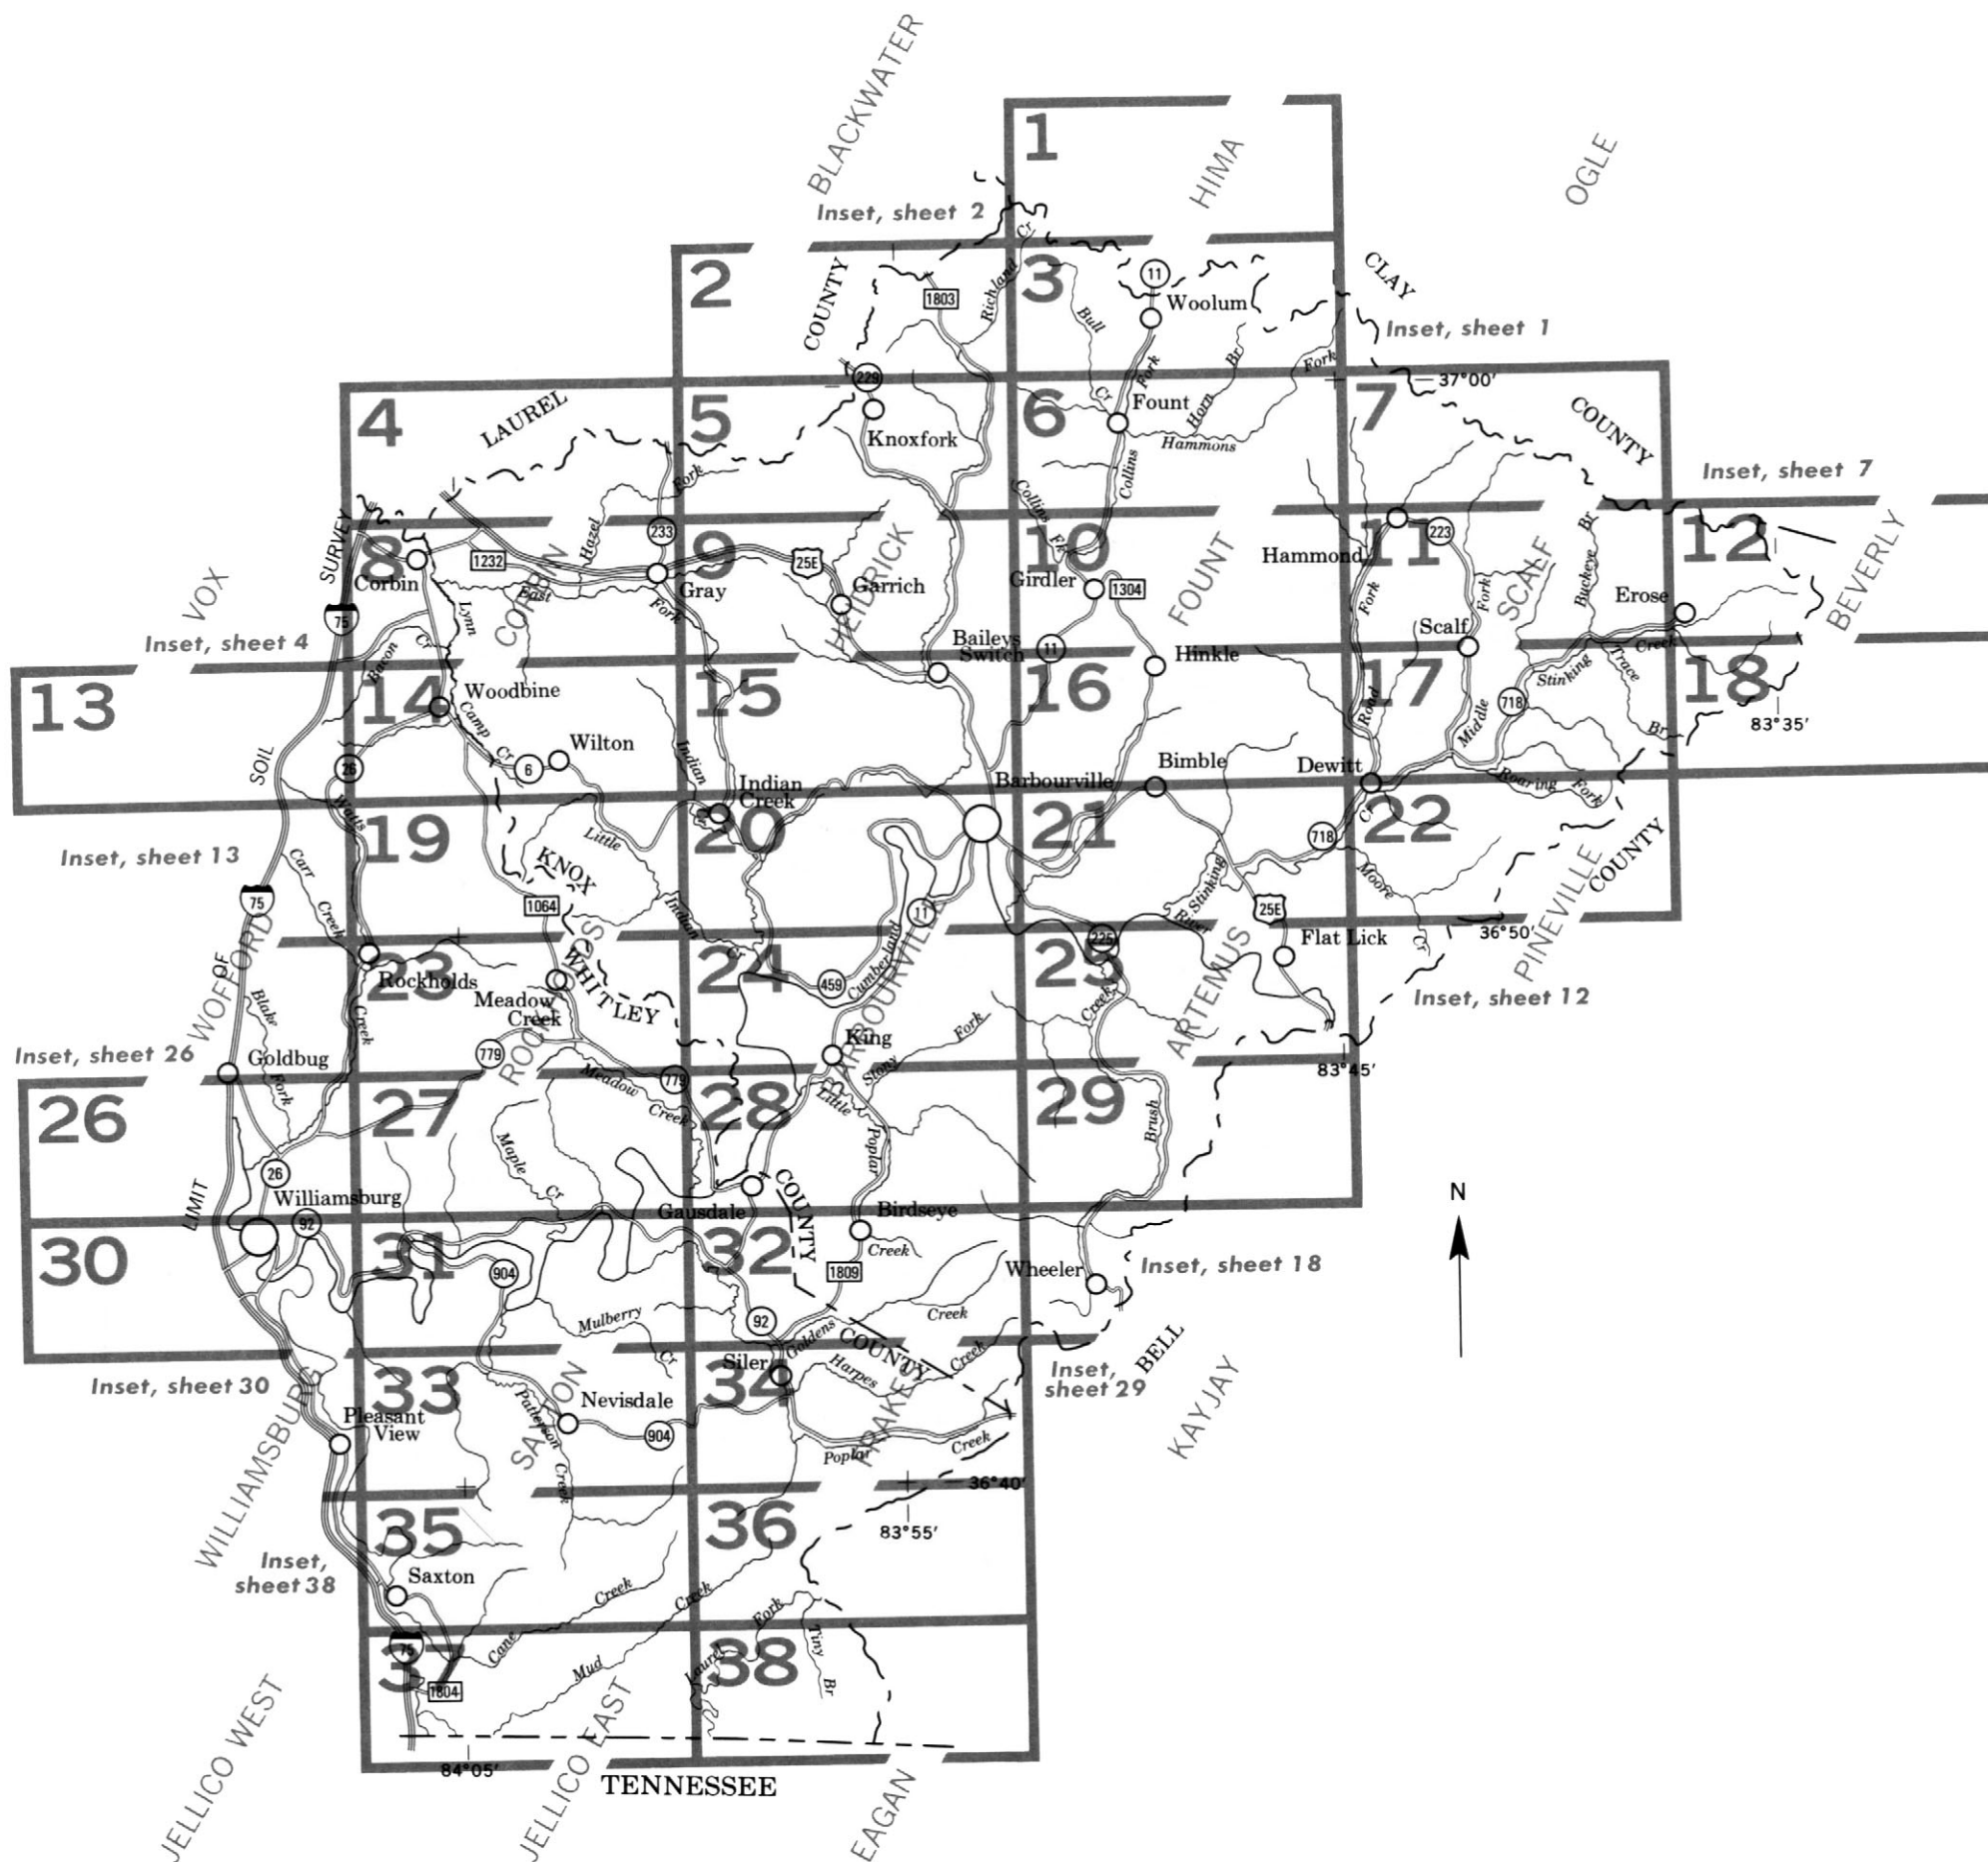 BLACKWATER
1
HIMA
OGLE
Inset, sheet 2
Cr
2
COUNTY
1803
Richland
3
11
Woolum
CLAY
Bull
Inset, sheet 1
Br
Fork
Fork
229
37°00'
4
LAUREL
5
Knoxfork
6
Cr
Fount
Horn
Hammons
7
COUNTY
Inset, sheet 7
Fork
Collins
Collins
Fk
SURVEY
8
Corbin
1232
Hazel
CORBIN
East
233
9
Gray
Fork
25E
Garrich
HEIDRICK
10
Girdler
1304
FOUNT
Hammond
11
223
Fork
Fork
SCALF
Br
Buckeye
Erose
12
BEVERLY
VOX
75
Lynn
Inset, sheet 4
Cr
Bacon
Baileys
Switch
11
Hinkle
Scalf
Creek
Stinking
Trace
13
14
Woodbine
15
16
17
18
Camp
Cr
6
Wilton
Road
Middle
718
Br
83°35'
SOIL
26
Indian
Indian
Creek
Barbourville
Bimble
Dewitt
Roaring
Fork
Watts
19
Little
Cr
20
21
Cr
22
718
Inset, sheet 13
Carr
KNOX
Stinking
Moore
PINEVILLE
COUNTY
75
Creek
1064
Indian
11
River
25E
36°50'
WOFFORD
OF
23
Rockholds
WHITLEY
24
Cr
459
Cumberland
BARBOURVILLE
25
225
ARTEMUS
Flat Lick
Cr
Inset, sheet 12
Blake
Creek
Meadow
Creek
ROCKHOLDS
Creek
Inset, sheet 26
Goldbug
Fork
779
King
Fork
Stony
83°45'
26
27
Meadow
779
Creek
28
Little
29
Poplar
Brush
Maple
Cr
26
LIMIT
Williamsburg
92
Gausdale
COUNTY
Birdseye
N
30
31
904
32
Creek
1809
Wheeler
Inset, sheet 18
Mulberry
92
Creek
Goldens
COUNTY
Cr
Siler
Harpes
Creek
Inset, sheet 30
33
34
Inset,
sheet 29
BELL
KAYJAY
WILLIAMSBURG
Pleasant
View
Patterson
SAXTON
Nevisdale
904
FRAKES
Poplar
Creek
Creek
36°40'
35
36
83°55'
Inset,
sheet 38
Saxton
Creek
Creek
Fork
Tiny
75
37
Cane
Mud
Laurel
38
Br
1804
JELLICO WEST
84°05'
JELLICO EAST
TENNESSEE
EAGAN